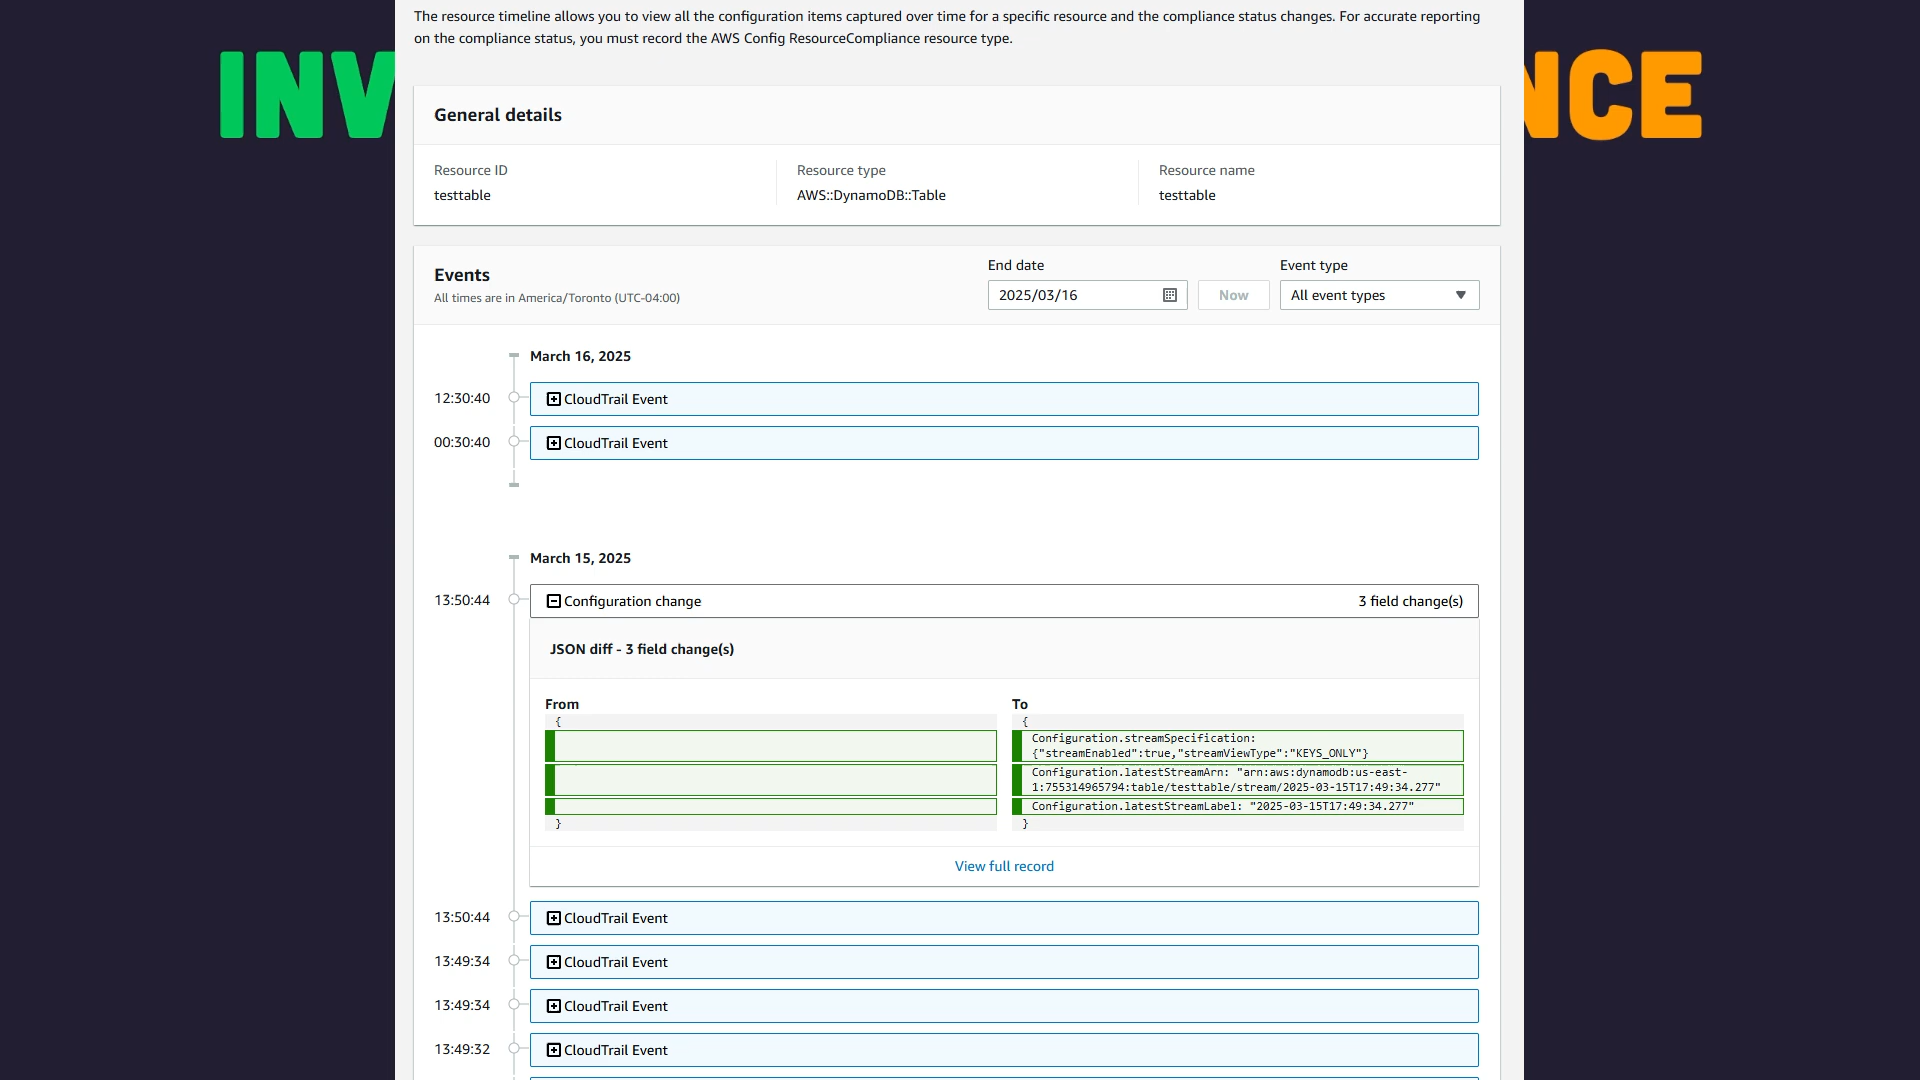 The resource timeline allows you to view all the configuration items captured over time for a specific resource and the compliance status changes. For accurate reporting
on the compliance status, you must record the AWS Config ResourceCompliance resource type.
INV
NCE
General details
Resource ID
testtable
Resource type
AWS::DynamoDB::Table
Resource name
testtable
Events
All times are in America/Toronto (UTC-04:00)
End date
2025/03/16
Now
Event type
All event types
March 16, 2025
12:30:40 CloudTrail Event
00:30:40 CloudTrail Event
March 15, 2025
13:50:44 Configuration change 3 field change(s)
JSON diff - 3 field change(s)
From
{
}
To
{
Configuration.streamSpecification:
{"streamEnabled":true,"streamViewType":"KEYS_ONLY"}
Configuration.latestStreamArn: "arn:aws:dynamodb:us-east-
1:755314965794:table/testtable/stream/2025-03-15T17:49:34.277"
Configuration.latestStreamLabel: "2025-03-15T17:49:34.277"
}
View full record
13:50:44 CloudTrail Event
13:49:34 CloudTrail Event
13:49:34 CloudTrail Event
13:49:32 CloudTrail Event